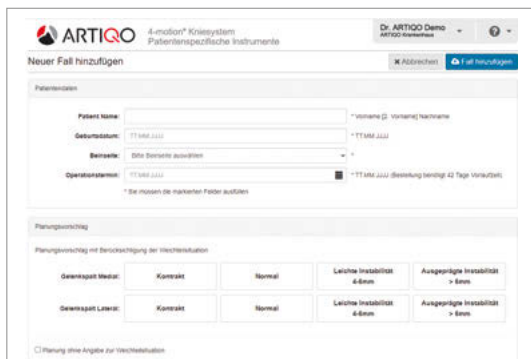 ARTIQO
4-motion® Kniesystem
Patientenspezifische Instrumente
Dr. ARTIQO Demo
ARTIQO Krankenhaus
Neuer Fall hinzufügen
Abbrechen
Fall hinzufügen
Patientendaten
Patient Name:
* Vorname [2. Vorname] Nachname
Geburtsdatum:
TT.MM.JJJJ
* TT.MM.JJJJ
Beinseite:
Bitte Beinseite auswählen
*
Operationstermin:
TT.MM.JJJJ
* TT.MM.JJJJ (Bestellung benötigt 42 Tage Vorlaufzeit)
* Sie müssen die markierten Felder ausfüllen
Planungsvorschlag
Planungsvorschlag mit Berücksichtigung der Weichteilsituation
Gelenkspalt Medial:
Kontrakt
Normal
Leichte Instabilität
4-6mm
Ausgeprägte Instabilität
> 6mm
Gelenkspalt Lateral:
Kontrakt
Normal
Leichte Instabilität
4-6mm
Ausgeprägte Instabilität
> 6mm
Planung ohne Angabe zur Weichteilsituation